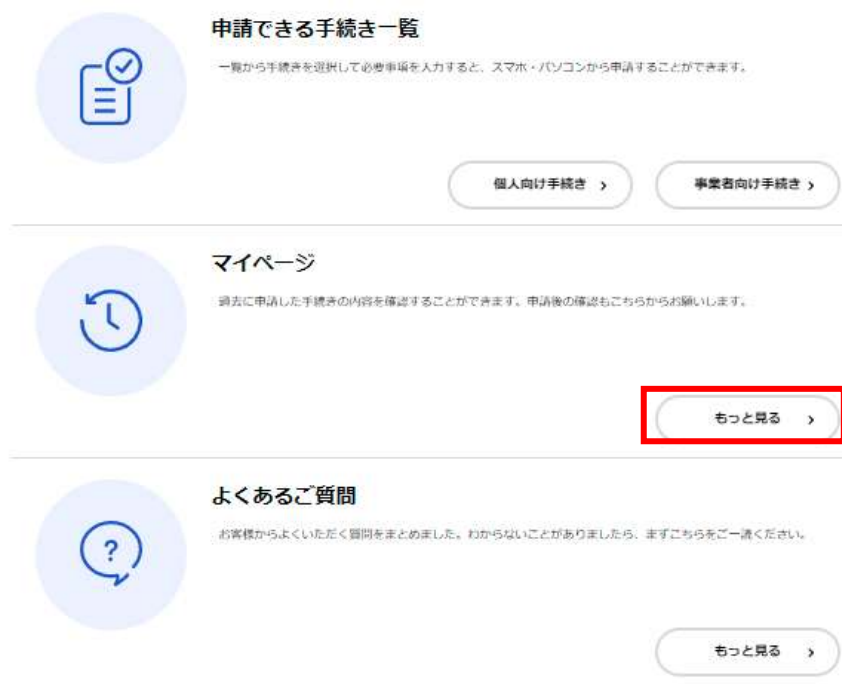 申請できる手続き一覧
一覧から手続きを選択して必要事項を入力すると、スマホ・パソコンから申請することができます。
個人向け手続き ›
事業者向け手続き ›
マイページ
過去に申請した手続きの内容を確認することができます。申請後の確認もこちらからお願いします。
もっと見る ›
よくあるご質問
?
お客様からよくいただく質問をまとめました。わからないことがありましたら、まずこちらをご一読ください。
もっと見る ›